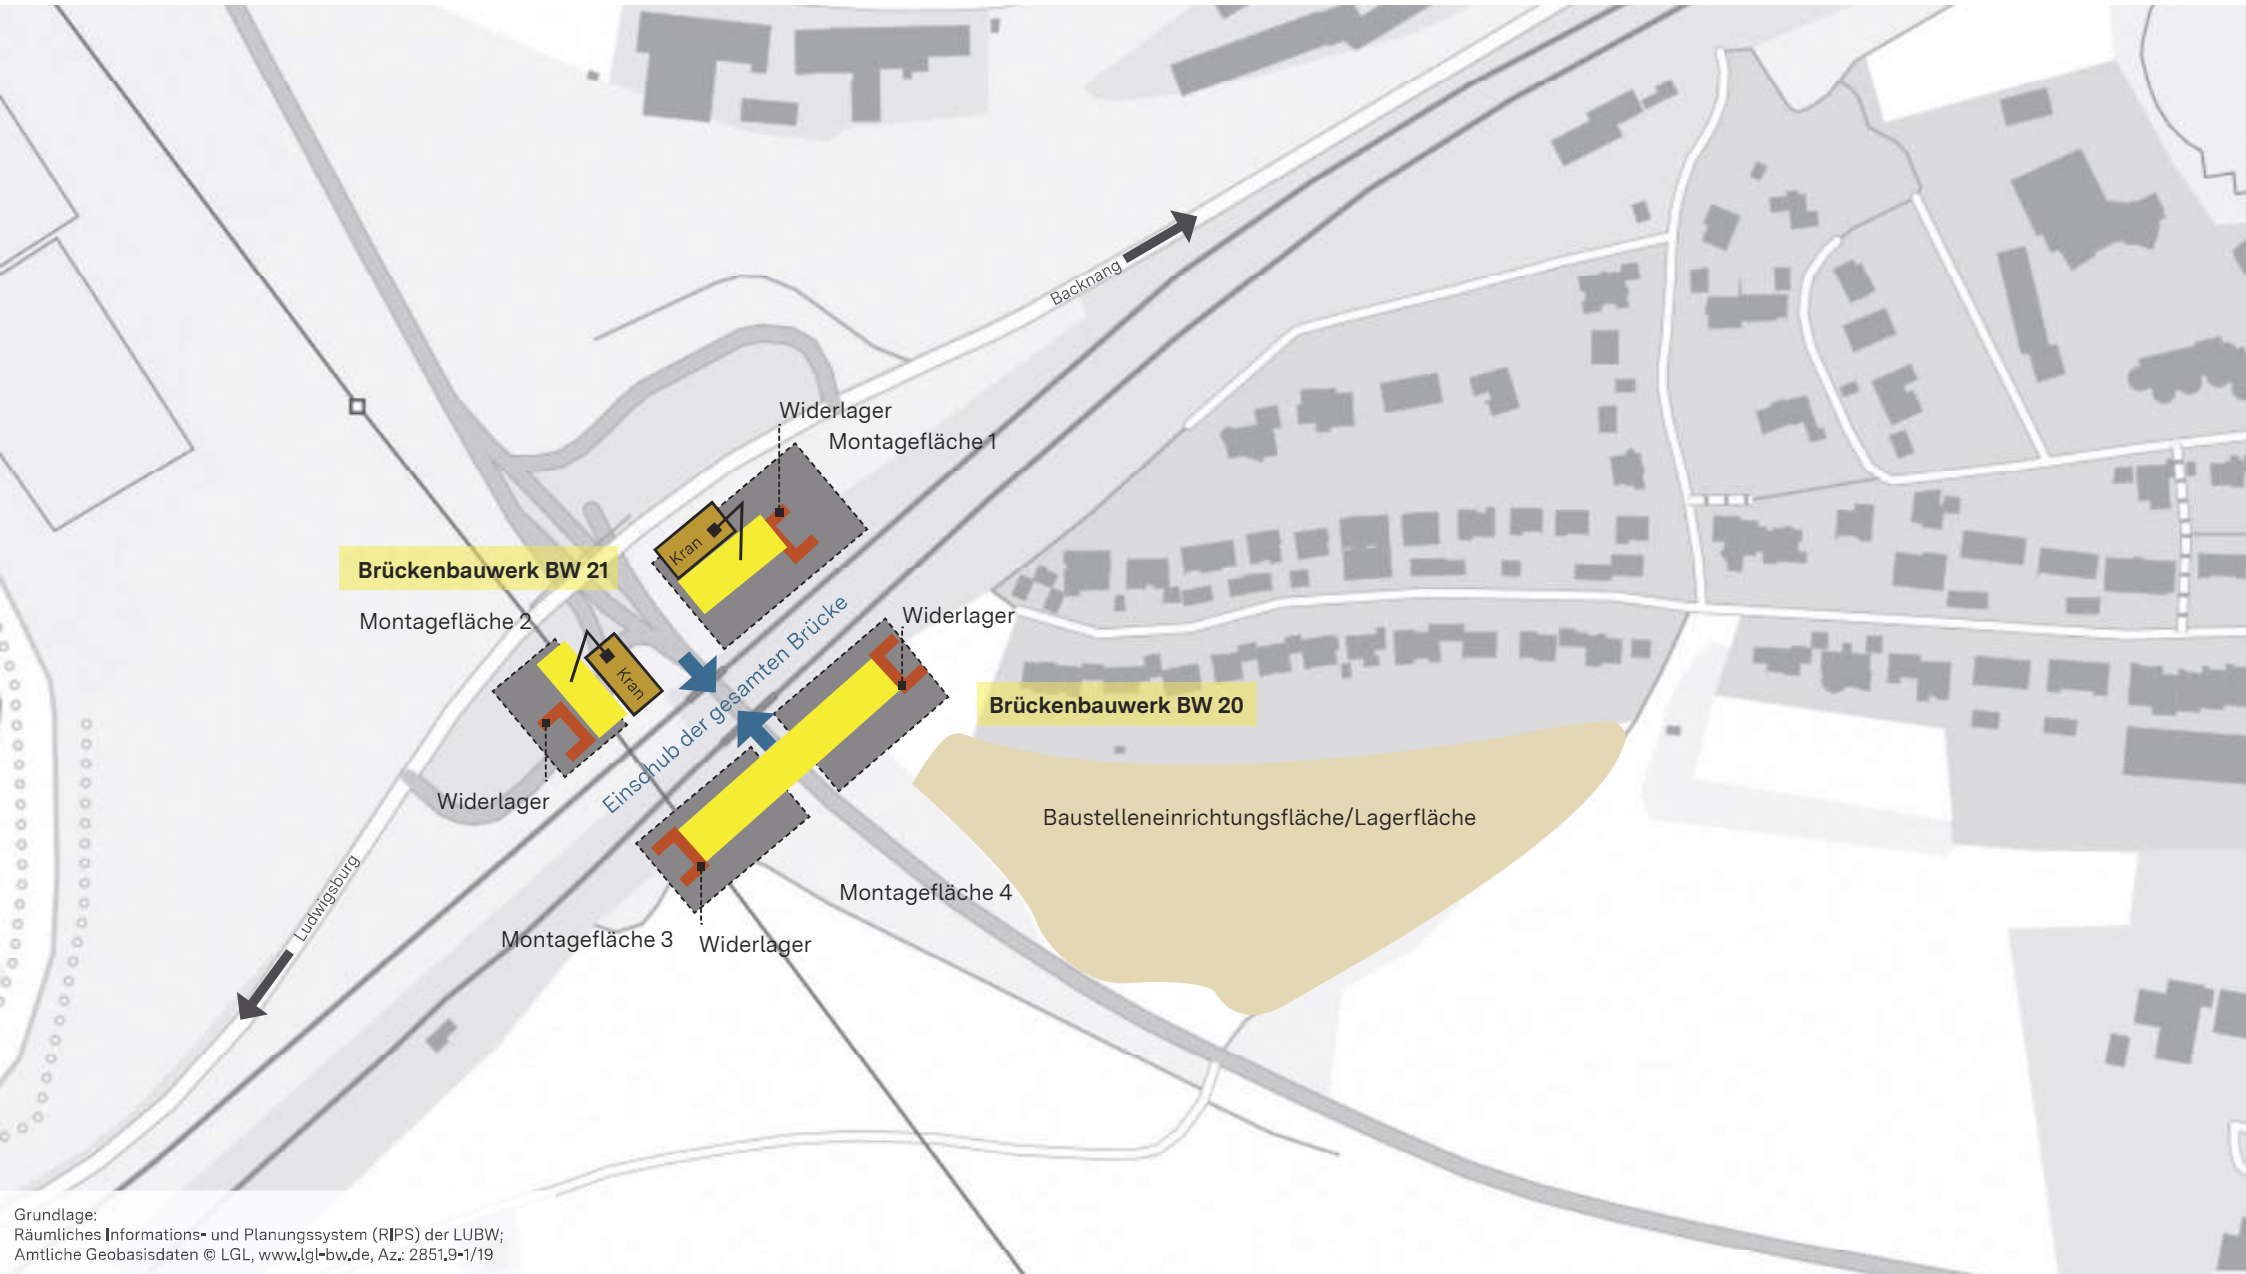 Backnang
Widerlager
Montagefläche 1
Kran
Brückenbauwerk BW 21
Montagefläche 2
Kran
Einschub der gesamten Brücke
Widerlager
Brückenbauwerk BW 20
Widerlager
Baustelleneinrichtungsfläche/Lagerfläche
Ludwigsburg
Montagefläche 4
Montagefläche 3
Widerlager
Grundlage:
Räumliches Informations- und Planungssystem (RIPS) der LUBW;
Amtliche Geobasisdaten © LGL, www.lgl-bw.de, Az.: 2851.9-1/19